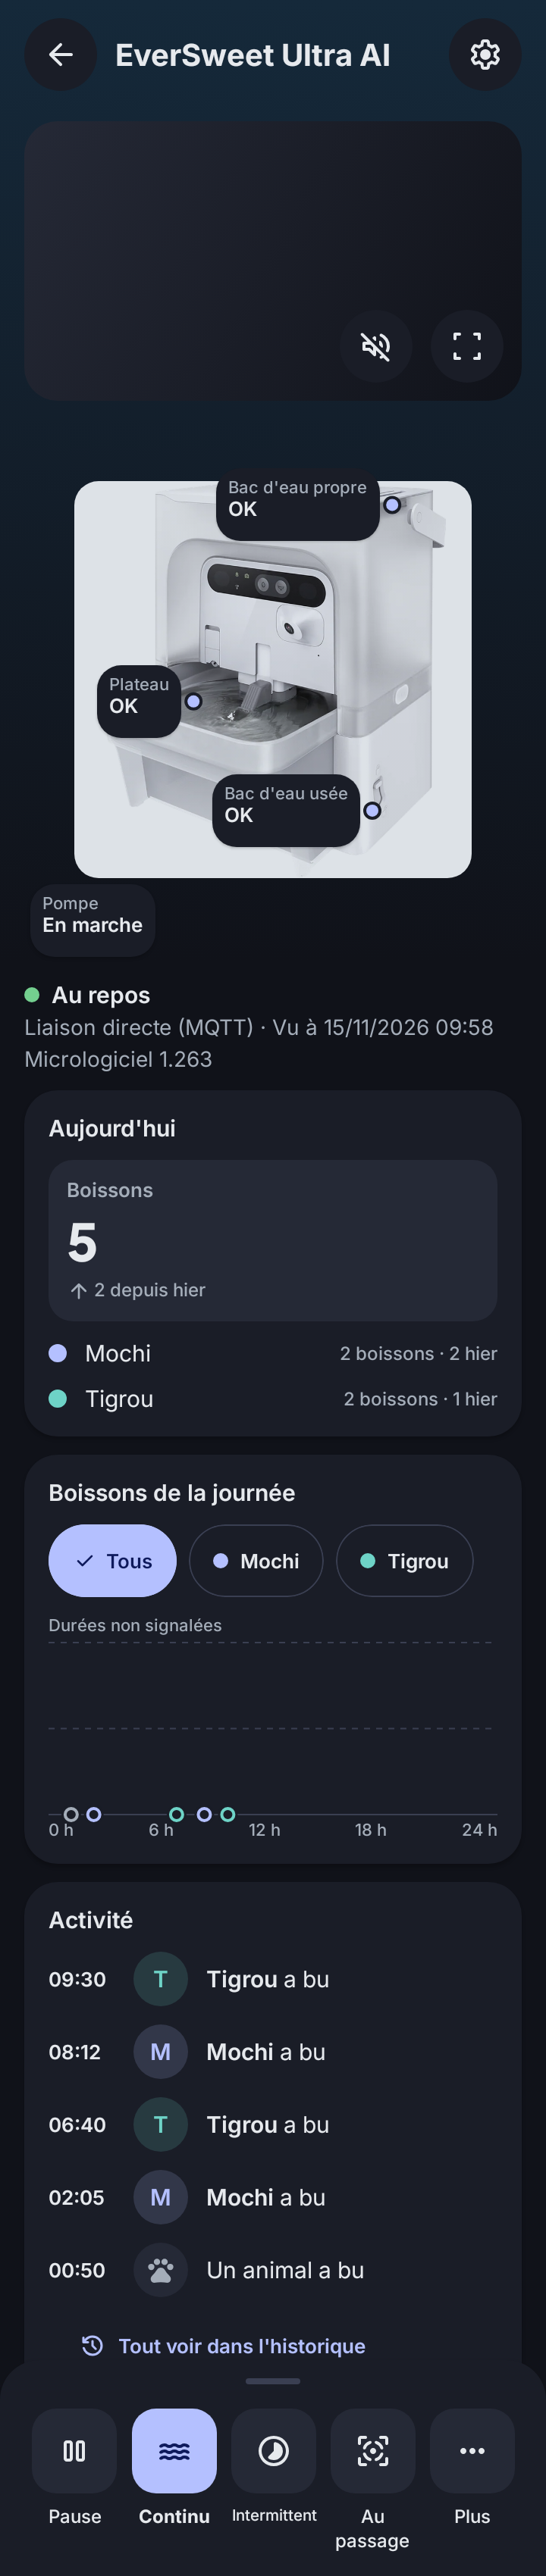 EverSweet Ultra AI
Bac d'eau propre
OK
Plateau
OK
Bac d'eau usée
OK
Pompe
En marche
Au repos
Liaison directe (MQTT) · Vu à 15/11/2026 09:58
Micrologiciel 1.263
Aujourd'hui
Boissons
5
↑ 2 depuis hier
Mochi 2 boissons · 2 hier
Tigrou 2 boissons · 1 hier
Boissons de la journée
Tous Mochi Tigrou
Durées non signalées
0 h 6 h 12 h 18 h 24 h
Activité
09:30 T Tigrou a bu
08:12 M Mochi a bu
06:40 T Tigrou a bu
02:05 M Mochi a bu
00:50 Un animal a bu
Tout voir dans l'historique
Pause Continu Intermittent Au passage Plus